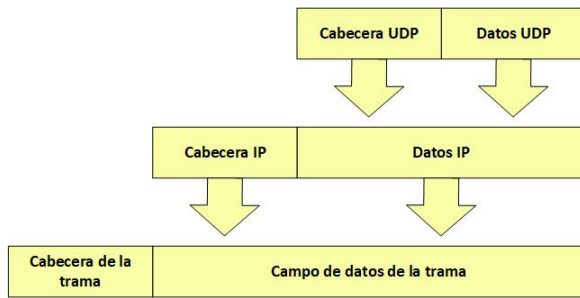 Cabecera UDP
Datos UDP
Cabecera IP
Datos IP
Cabecera de la
trama
Campo de datos de la trama